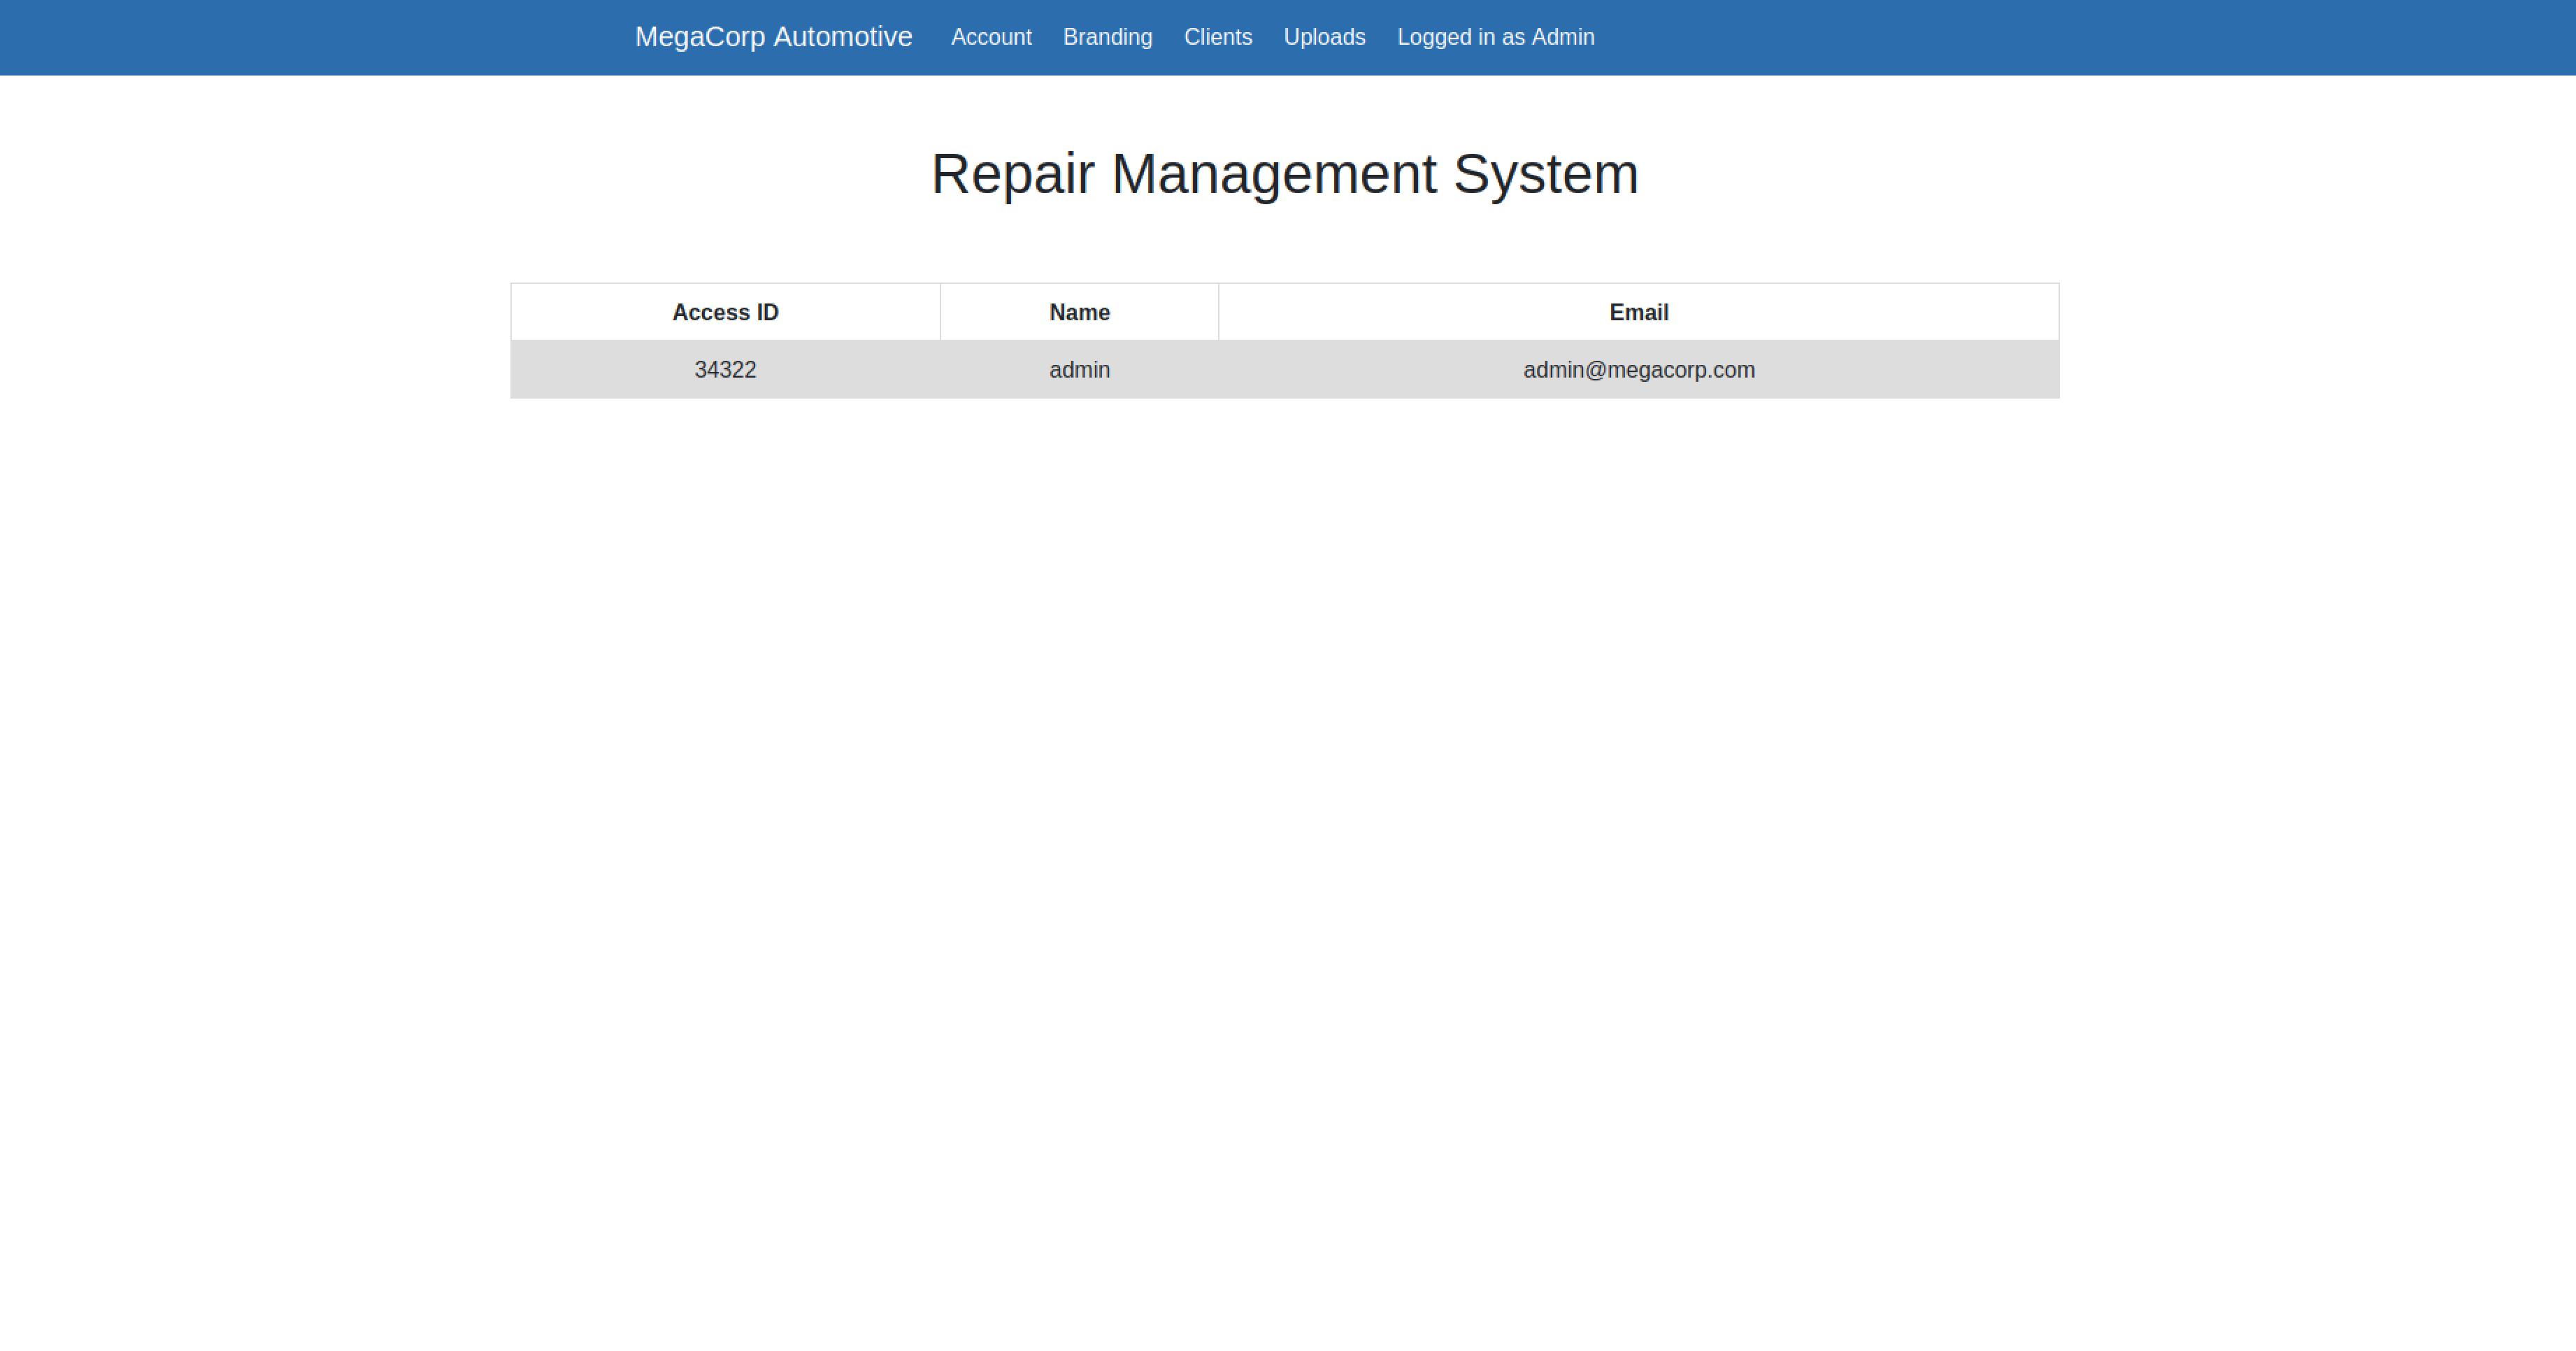 MegaCorp Automotive Account Branding Clients Uploads Logged in as Admin
Repair Management System
Access ID Name Email
34322 admin admin@megacorp.com